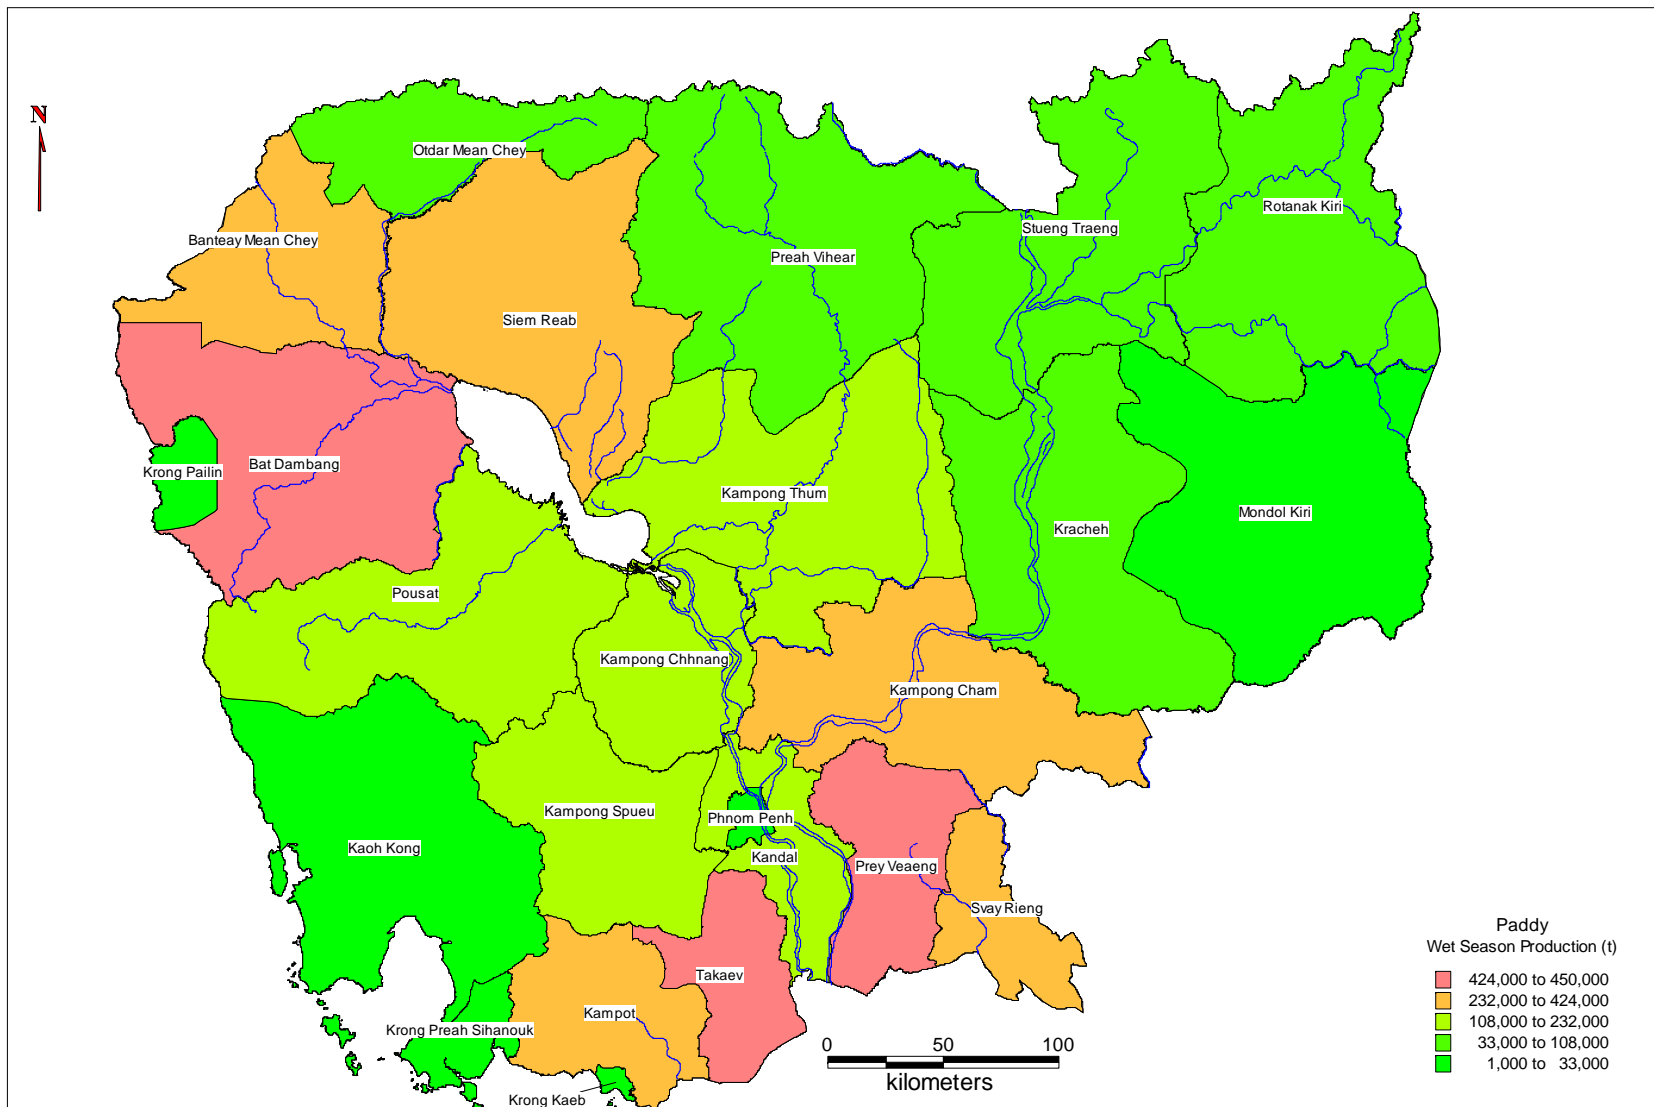 N
Otdar Mean Chey
Rotanak Kiri
Stueng Traeng
Banteay Mean Chey
Preah Vihear
Siem Reab
Krong Pailin
Bat Dambang
Kampong Thum
Mondol Kiri
Kracheh
Pousat
Kampong Chhnang
Kampong Cham
Kampong Spueu
Phnom Penh
Kaoh Kong
Kandal
Prey Veaeng
Svay Rieng
Takaev
Kampot
Krong Preah Sihanouk
Krong Kaeb
0 50 100
kilometers
Paddy
Wet Season Production (t)
424,000 to 450,000
232,000 to 424,000
108,000 to 232,000
33,000 to 108,000
1,000 to 33,000